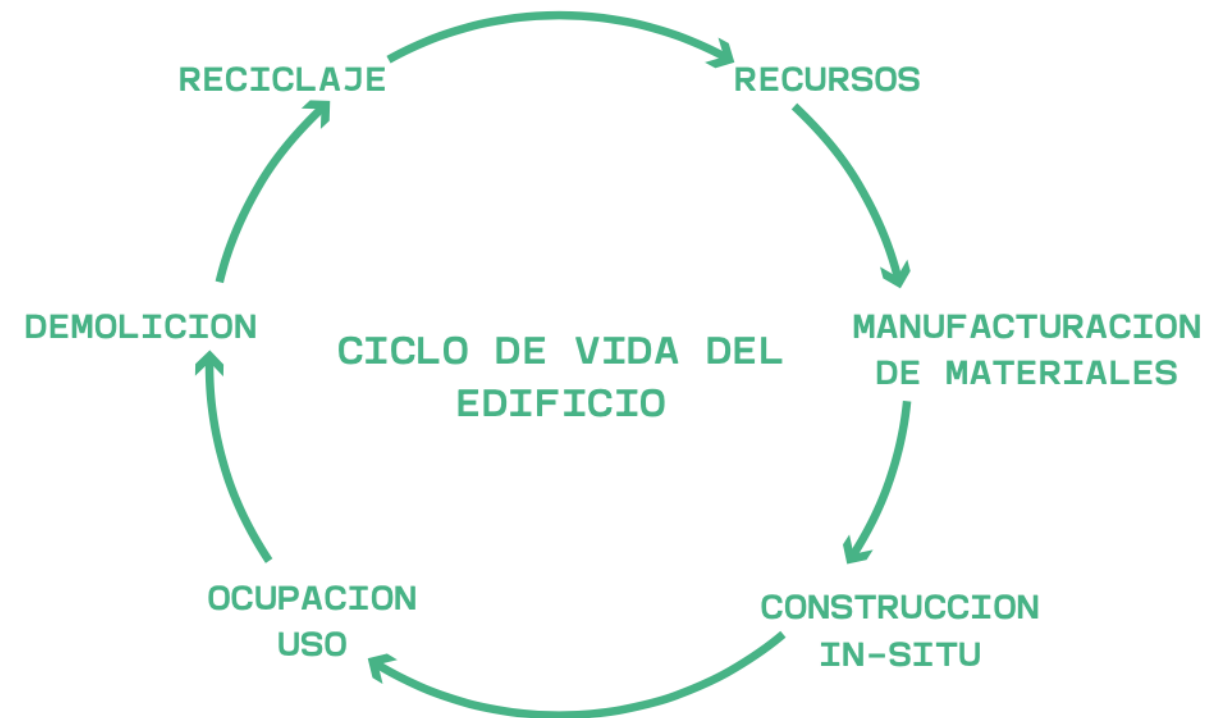 RECICLAJE
RECURSOS
DEMOLICION
CICLO DE VIDA DEL
EDIFICIO
MANUFACTURACION
DE MATERIALES
OCUPACION
USO
CONSTRUCCION
IN-SITU